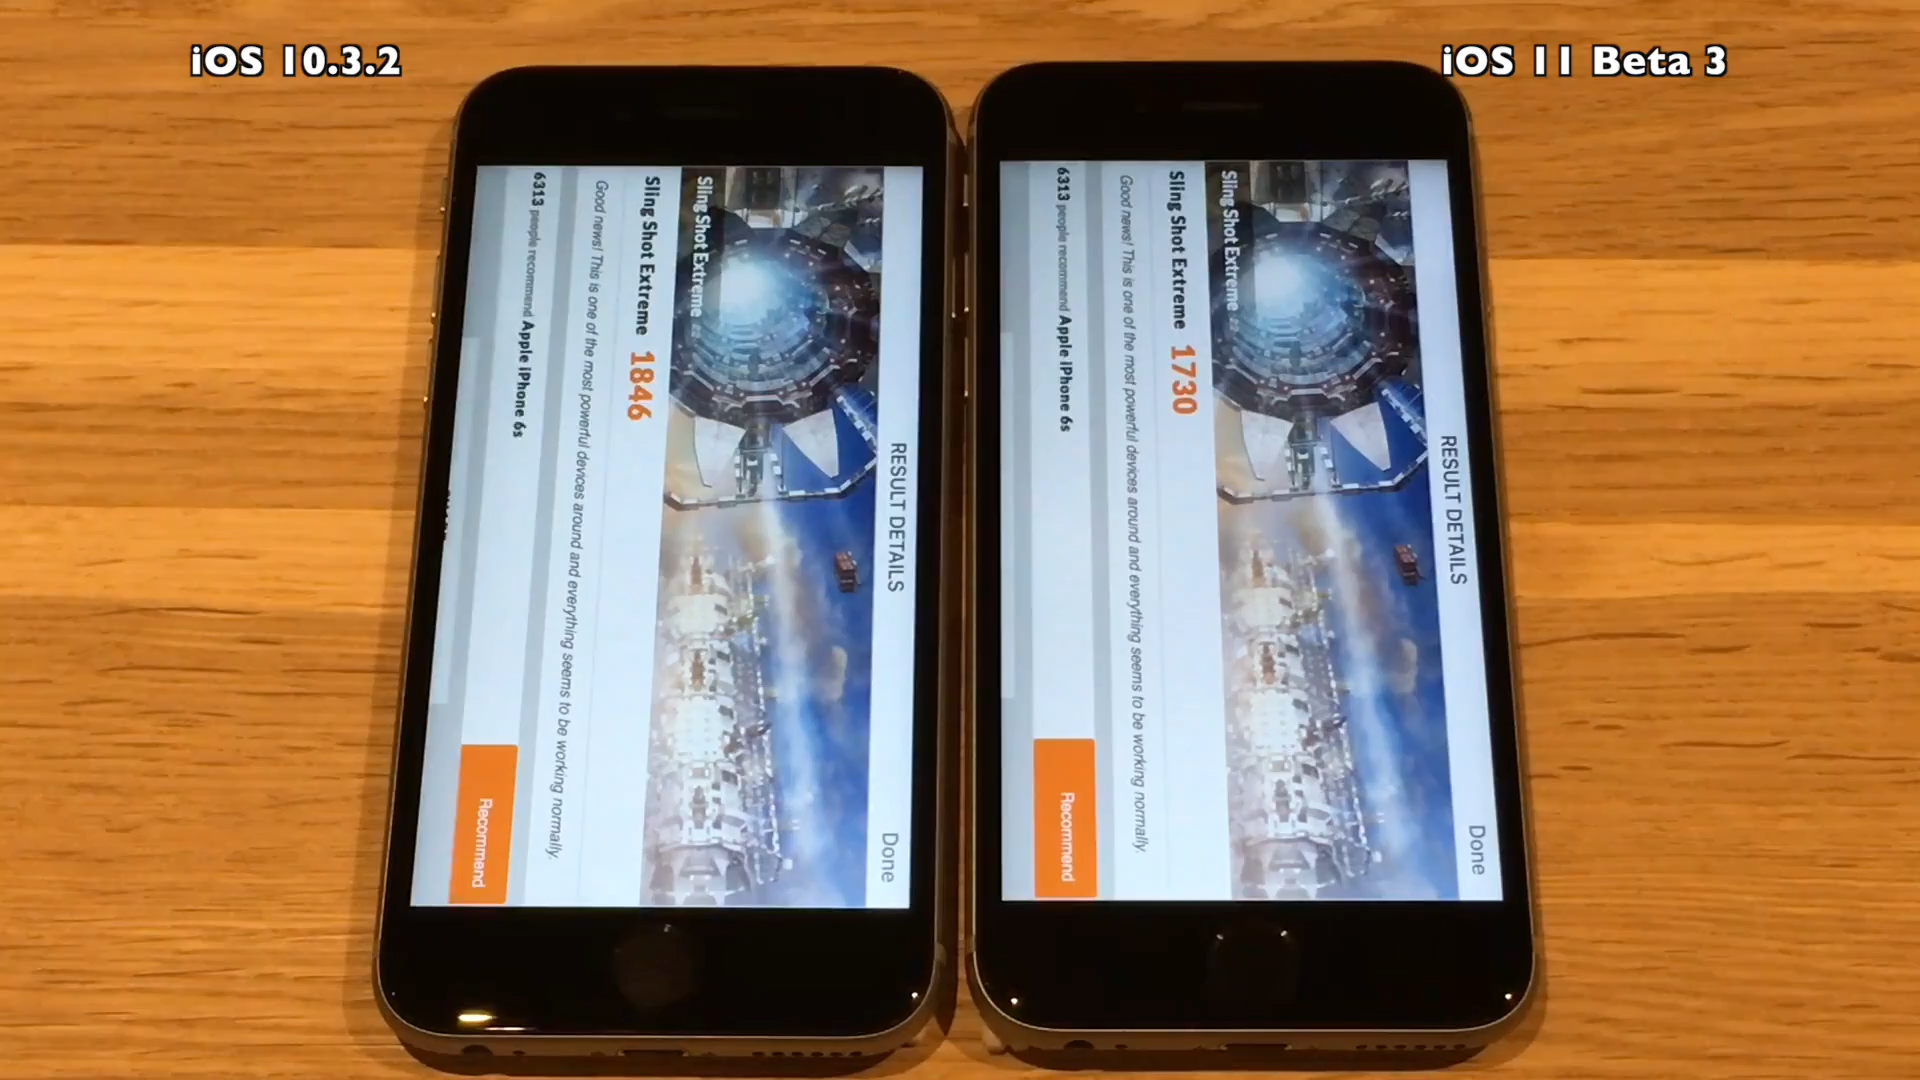 iOS 10.3.2
iOS 11 Beta 3
RESULT DETAILS
Done
Sling Shot Extreme
Sling Shot Extreme 1846
Good news! This is one of the most powerful devices around and everything seems to be working normally.
6313 people recommend Apple iPhone 6s
Recommend
RESULT DETAILS
Done
Sling Shot Extreme
Sling Shot Extreme 1730
Good news! This is one of the most powerful devices around and everything seems to be working normally.
6313 people recommend Apple iPhone 6s
Recommend